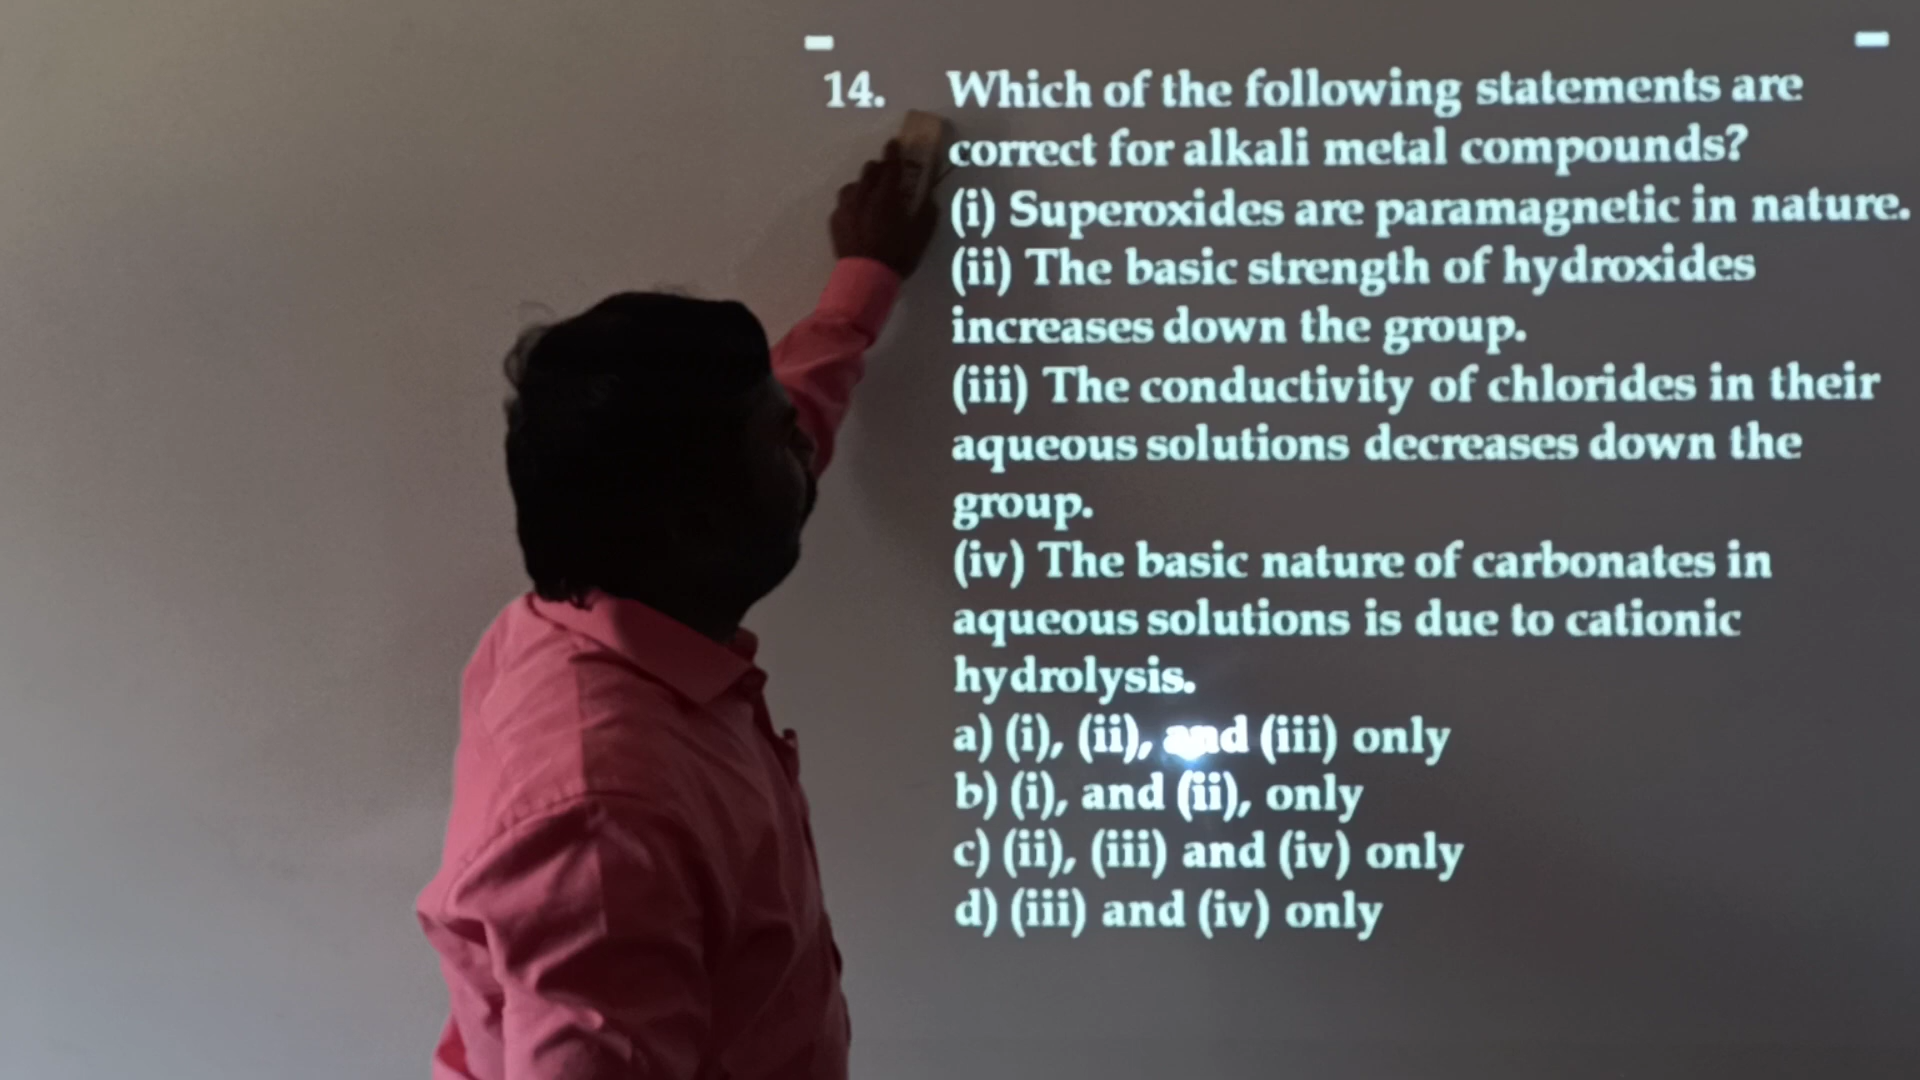 14. Which of the following statements are
correct for alkali metal compounds?
(i) Superoxides are paramagnetic in nature.
(ii) The basic strength of hydroxides
increases down the group.
(iii) The conductivity of chlorides in their
aqueous solutions decreases down the
group.
(iv) The basic nature of carbonates in
aqueous solutions is due to cationic
hydrolysis.
a) (i), (ii), and (iii) only
b) (i), and (ii), only
c) (ii), (iii) and (iv) only
d) (iii) and (iv) only